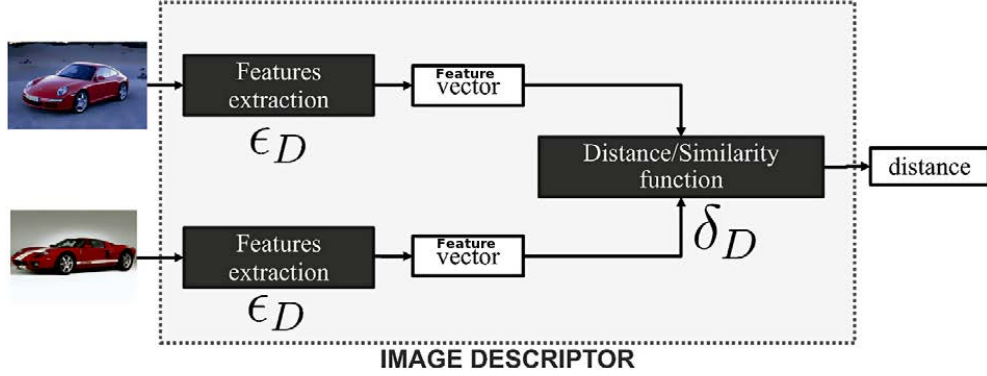 Features
extraction
ϵD
Feature
vector
Distance/Similarity
function
δD
distance
Features
extraction
ϵD
Feature
vector
IMAGE DESCRIPTOR